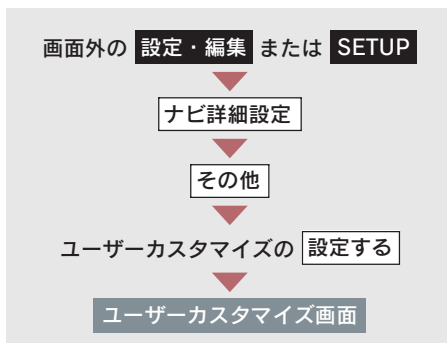 画面外の 設定・編集 または SETUP
ナビ詳細設定
その他
ユーザーカスタマイズの 設定する
ユーザーカスタマイズ画面